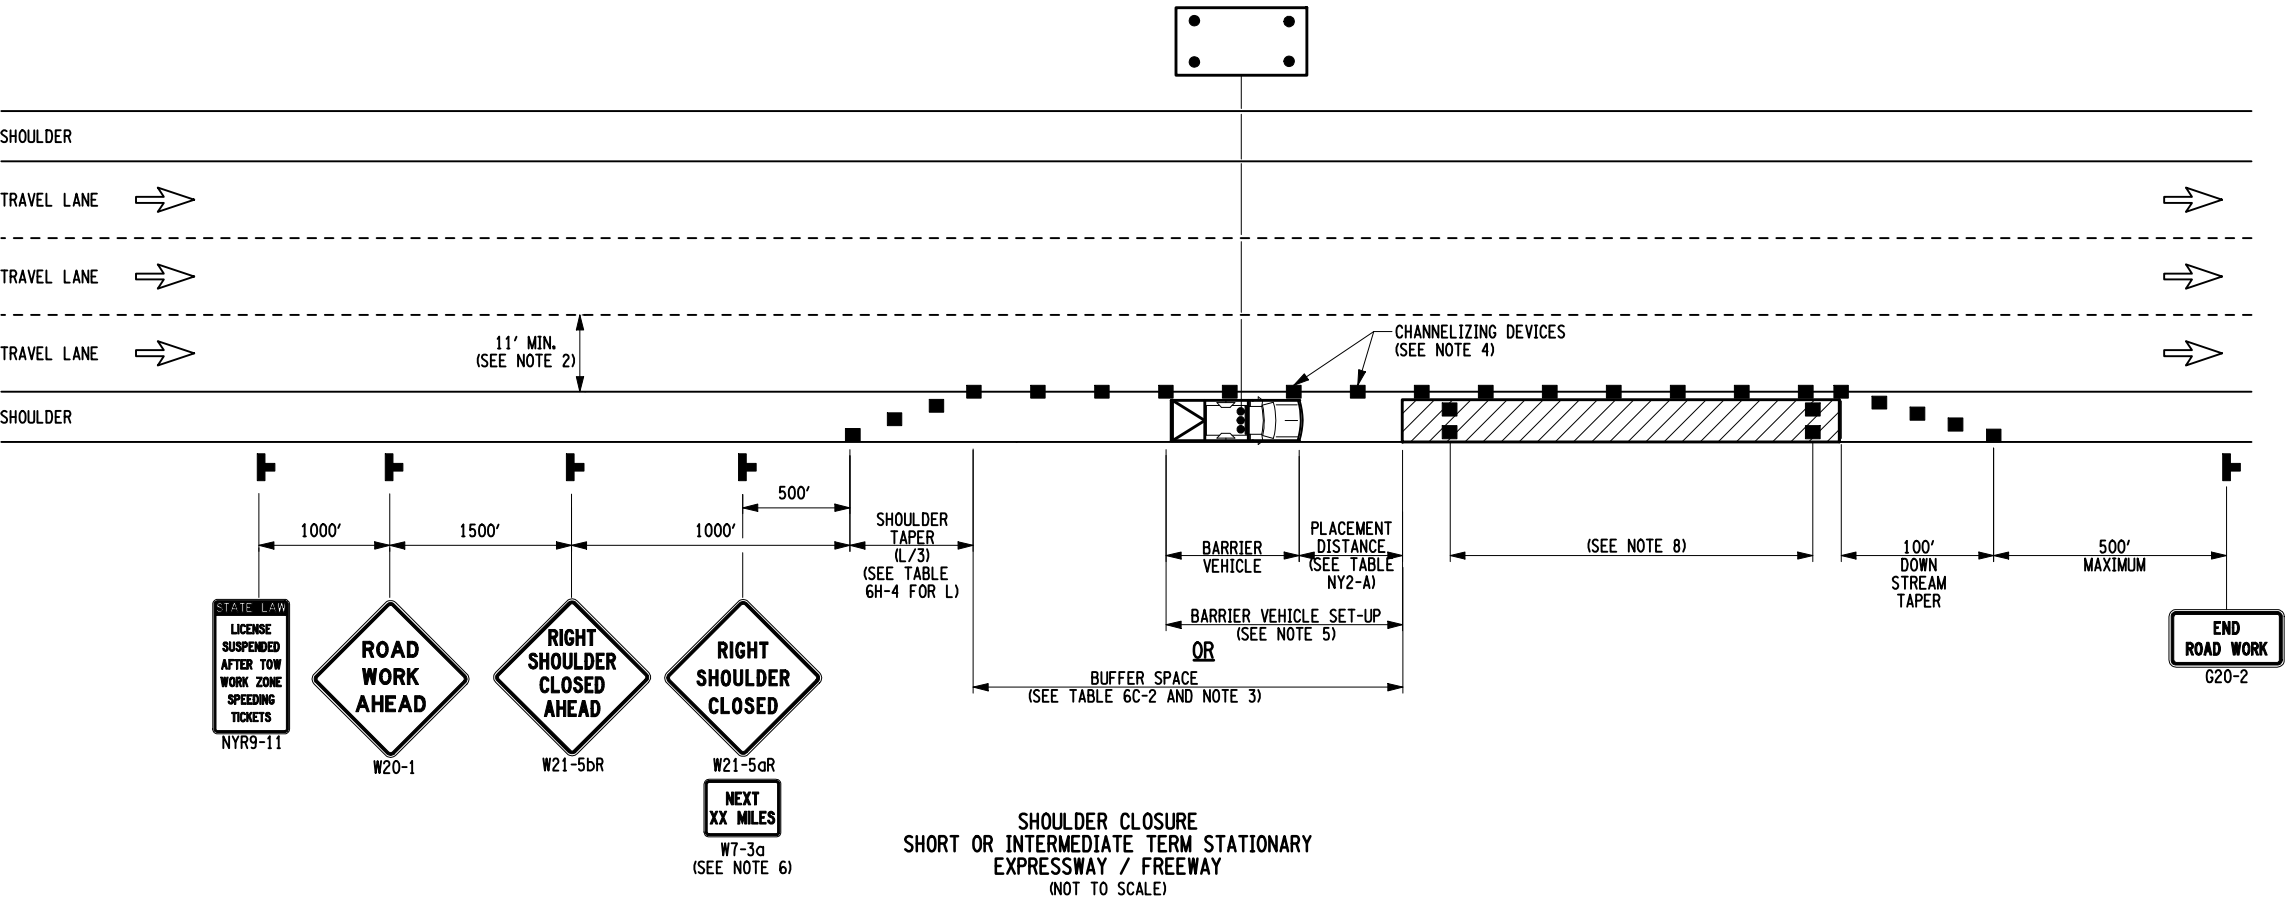 SHOULDER
TRAVEL LANE
TRAVEL LANE
11' MIN.
(SEE NOTE 2)
CHANNELIZING DEVICES
(SEE NOTE 4)
TRAVEL LANE
SHOULDER
500'
1000'
1500'
1000'
SHOULDER
TAPER
(L/3)
(SEE TABLE
6H-4 FOR L)
BARRIER
VEHICLE
PLACEMENT
DISTANCE
(SEE TABLE
NY2-A)
(SEE NOTE 8)
100'
DOWN
STREAM
TAPER
500'
MAXIMUM
BARRIER VEHICLE SET-UP
(SEE NOTE 5)
OR
BUFFER SPACE
(SEE TABLE 6C-2 AND NOTE 3)
STATE LAW
LICENSE
SUSPENDED
AFTER TOW
WORK ZONE
SPEEDING
TICKETS
NYR9-11
ROAD
WORK
AHEAD
W20-1
RIGHT
SHOULDER
CLOSED
AHEAD
W21-5bR
RIGHT
SHOULDER
CLOSED
W21-5aR
NEXT
XX MILES
W7-3a
(SEE NOTE 6)
END
ROAD WORK
G20-2
SHOULDER CLOSURE
SHORT OR INTERMEDIATE TERM STATIONARY
EXPRESSWAY / FREEWAY
(NOT TO SCALE)